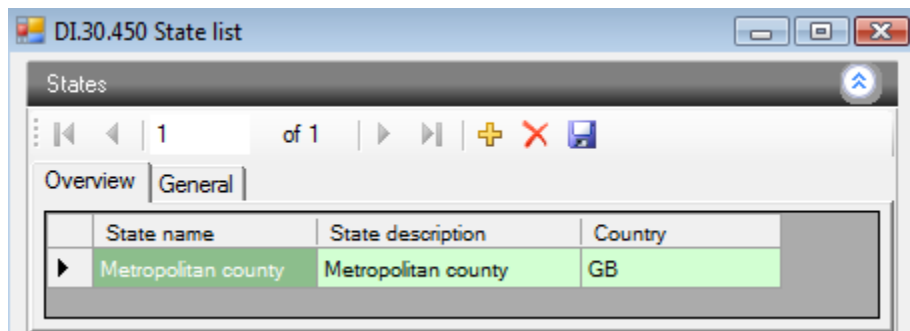 DI.30.450 State list
States
1 of 1
Overview General
State name State description Country
Metropolitan county Metropolitan county GB